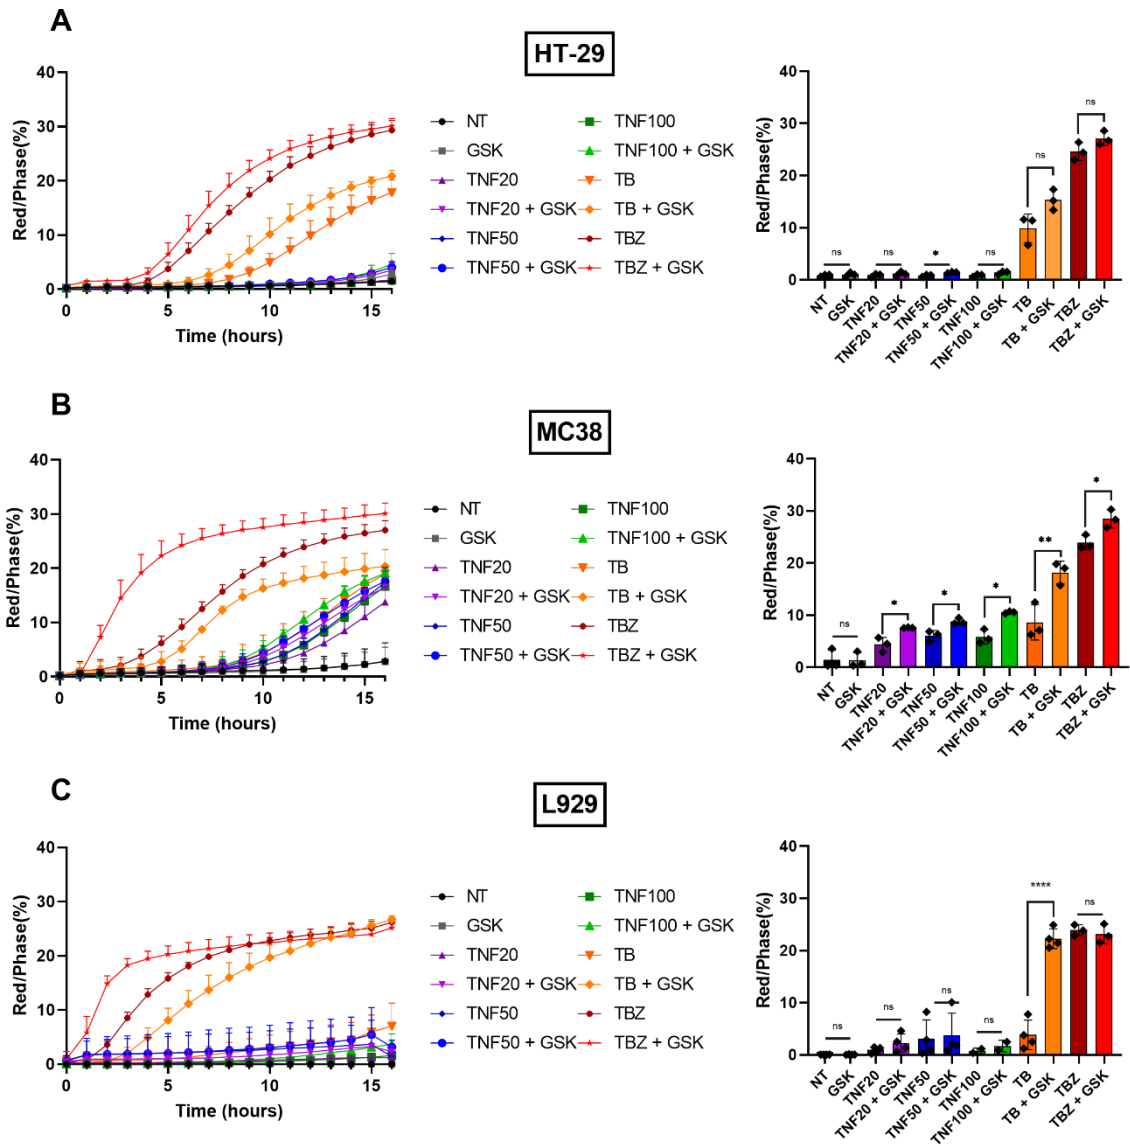 A
HT-29
Red/Phase(%)
40
30
20
10
0
0 5 10 15
Time (hours)
NT
GSK
TNF20
TNF20 + GSK
TNF50
TNF50 + GSK
TNF100
TNF100 + GSK
TB
TB + GSK
TBZ
TBZ + GSK
Red/Phase(%)
40
30
20
10
0
ns
ns
*
ns
ns
ns
NT
GSK
TNF20
TNF20 + GSK
TNF50
TNF50 + GSK
TNF100
TNF100 + GSK
TB
TB + GSK
TBZ
TBZ + GSK
B
MC38
Red/Phase(%)
40
30
20
10
0
0 5 10 15
Time (hours)
NT
GSK
TNF20
TNF20 + GSK
TNF50
TNF50 + GSK
TNF100
TNF100 + GSK
TB
TB + GSK
TBZ
TBZ + GSK
Red/Phase(%)
40
30
20
10
0
ns
*
*
*
**
*
NT
GSK
TNF20
TNF20 + GSK
TNF50
TNF50 + GSK
TNF100
TNF100 + GSK
TB
TB + GSK
TBZ
TBZ + GSK
C
L929
Red/Phase(%)
40
30
20
10
0
0 5 10 15
Time (hours)
NT
GSK
TNF20
TNF20 + GSK
TNF50
TNF50 + GSK
TNF100
TNF100 + GSK
TB
TB + GSK
TBZ
TBZ + GSK
Red/Phase(%)
40
30
20
10
0
ns
ns
ns
ns
****
ns
NT
GSK
TNF20
TNF20 + GSK
TNF50
TNF50 + GSK
TNF100
TNF100 + GSK
TB
TB + GSK
TBZ
TBZ + GSK